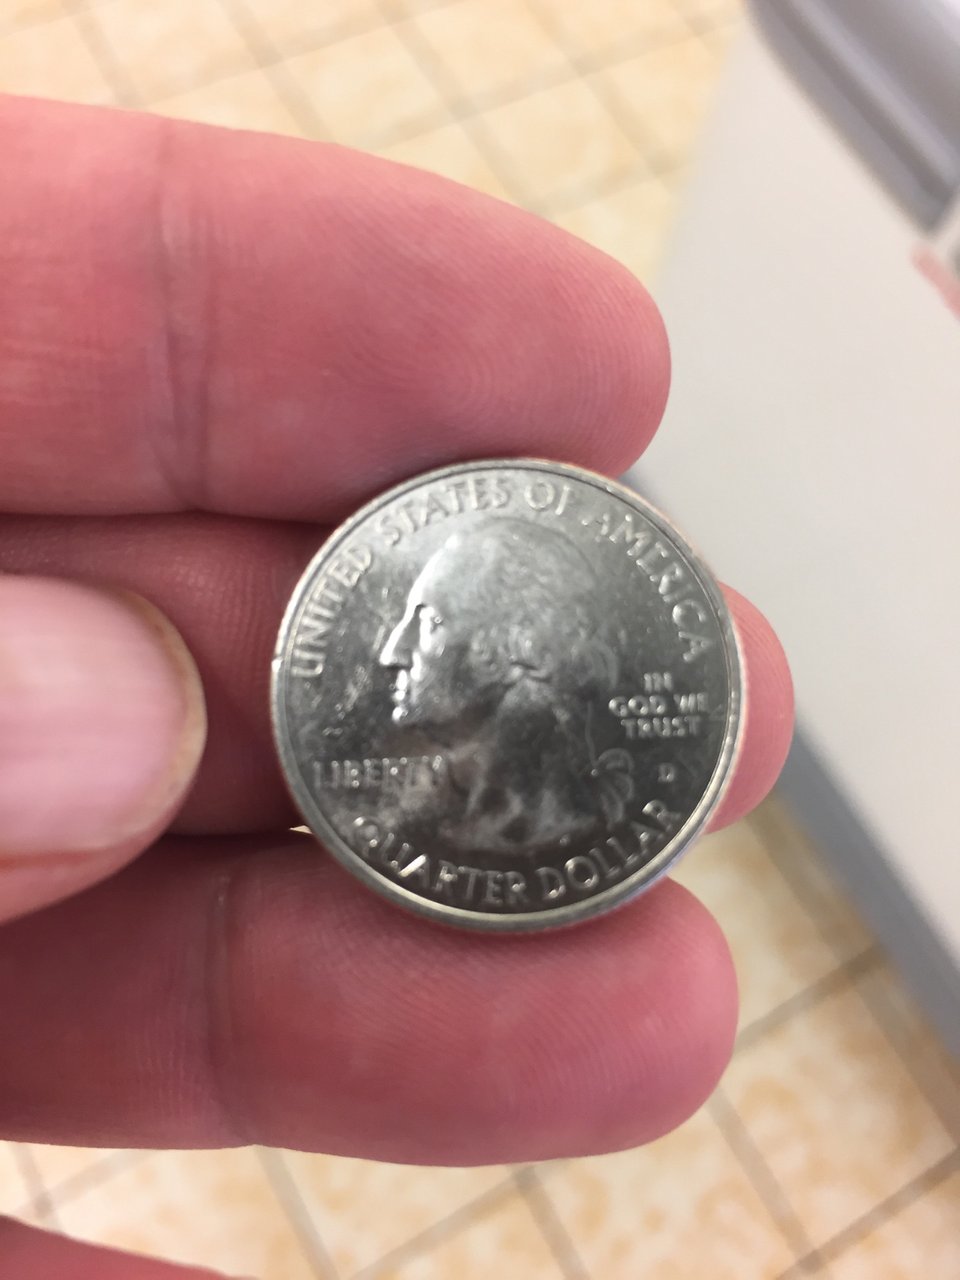 UNITED STATES OF AMERICA
IN
GOD WE
TRUST
LIBERTY
D
QUARTER DOLLAR